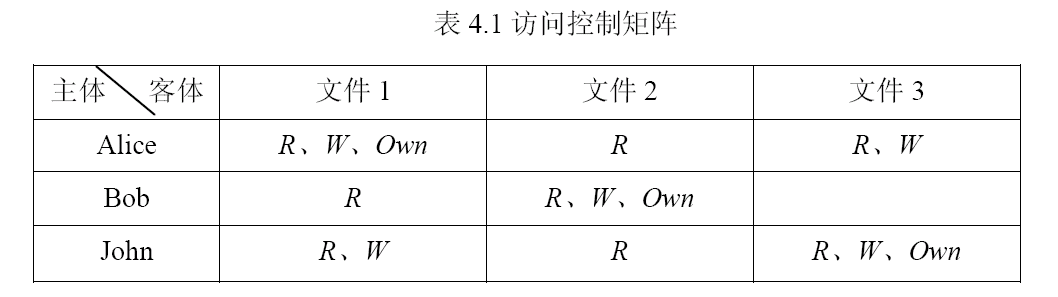 表 4.1 访问控制矩阵
主体 客体 文件 1 文件 2 文件 3
Alice R、W、Own R R、W
Bob R R、W、Own
John R、W R R、W、Own